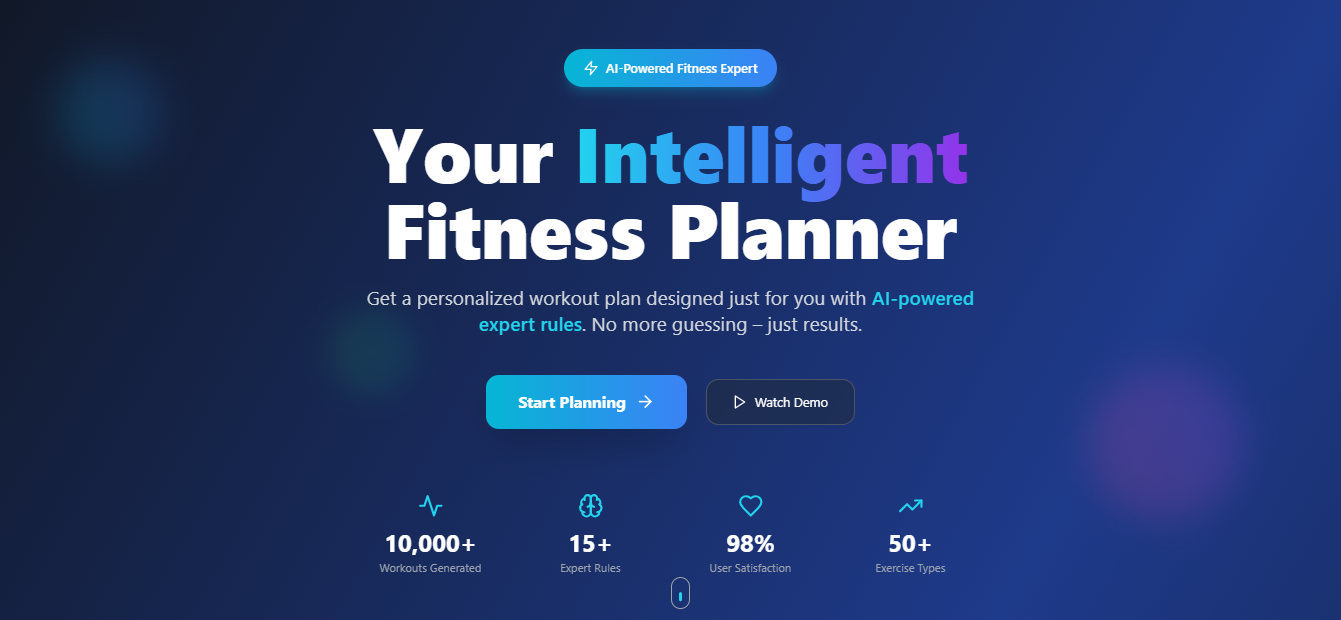 AI-Powered Fitness Expert
Your Intelligent
Fitness Planner
Get a personalized workout plan designed just for you with AI-powered
expert rules. No more guessing – just results.
Start Planning
Watch Demo
10,000+
Workouts Generated
15+
Expert Rules
98%
User Satisfaction
50+
Exercise Types